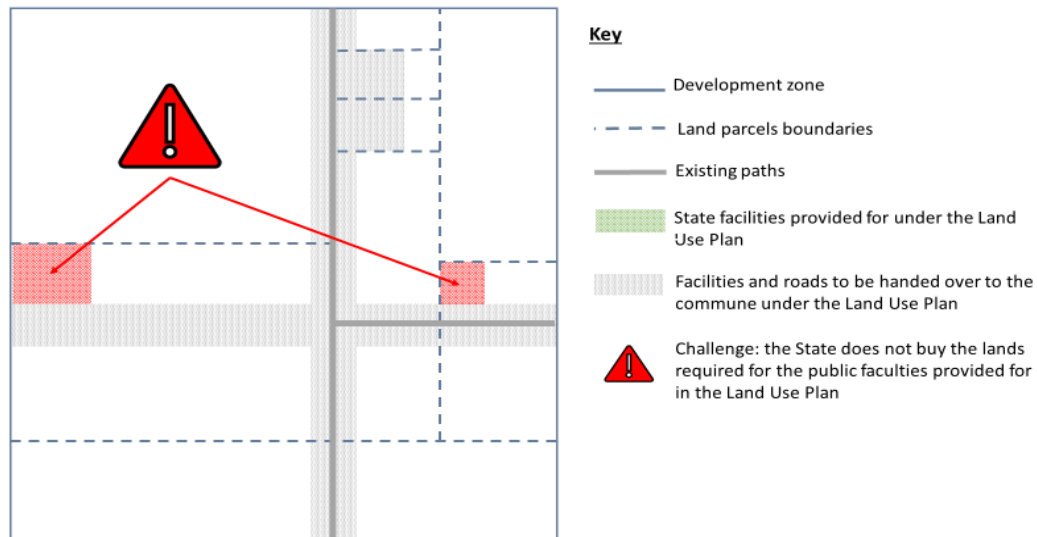 Key
Development zone
Land parcels boundaries
Existing paths
State facilities provided for under the Land
Use Plan
Facilities and roads to be handed over to the
commune under the Land Use Plan
Challenge: the State does not buy the lands
required for the public faculties provided for
in the Land Use Plan